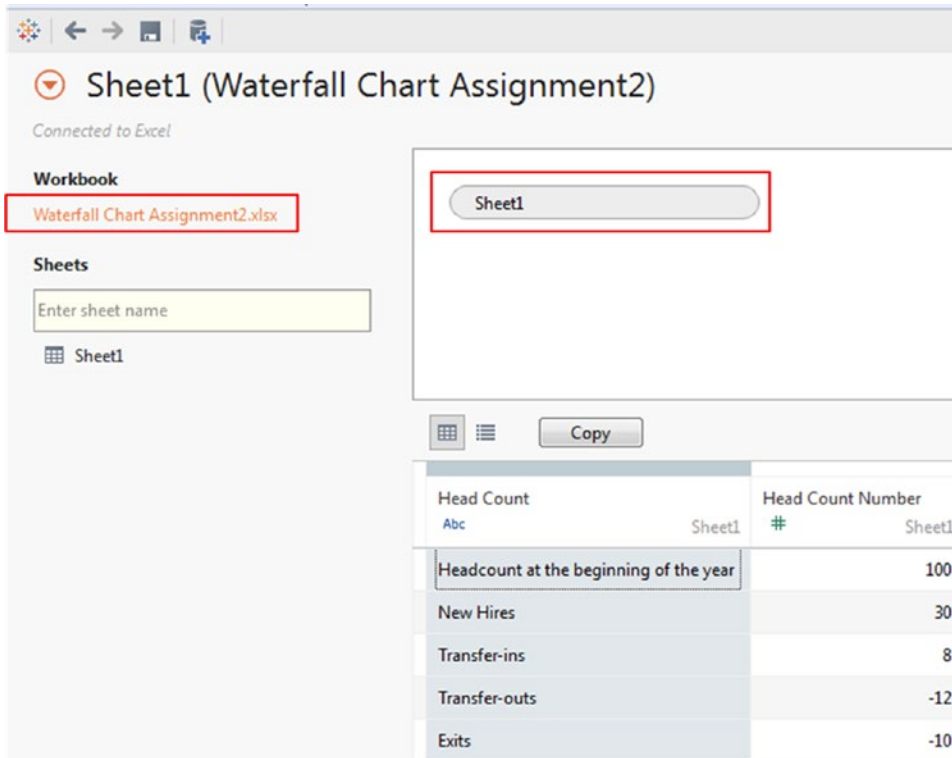 Sheet1 (Waterfall Chart Assignment2)
Connected to Excel
Workbook
Waterfall Chart Assignment2.xlsx
Sheets
Enter sheet name
Sheet1
Sheet1
Copy
Head Count Head Count Number
Abc Sheet1 # Sheet1
Headcount at the beginning of the year 100
New Hires 30
Transfer-ins 8
Transfer-outs -12
Exits -10